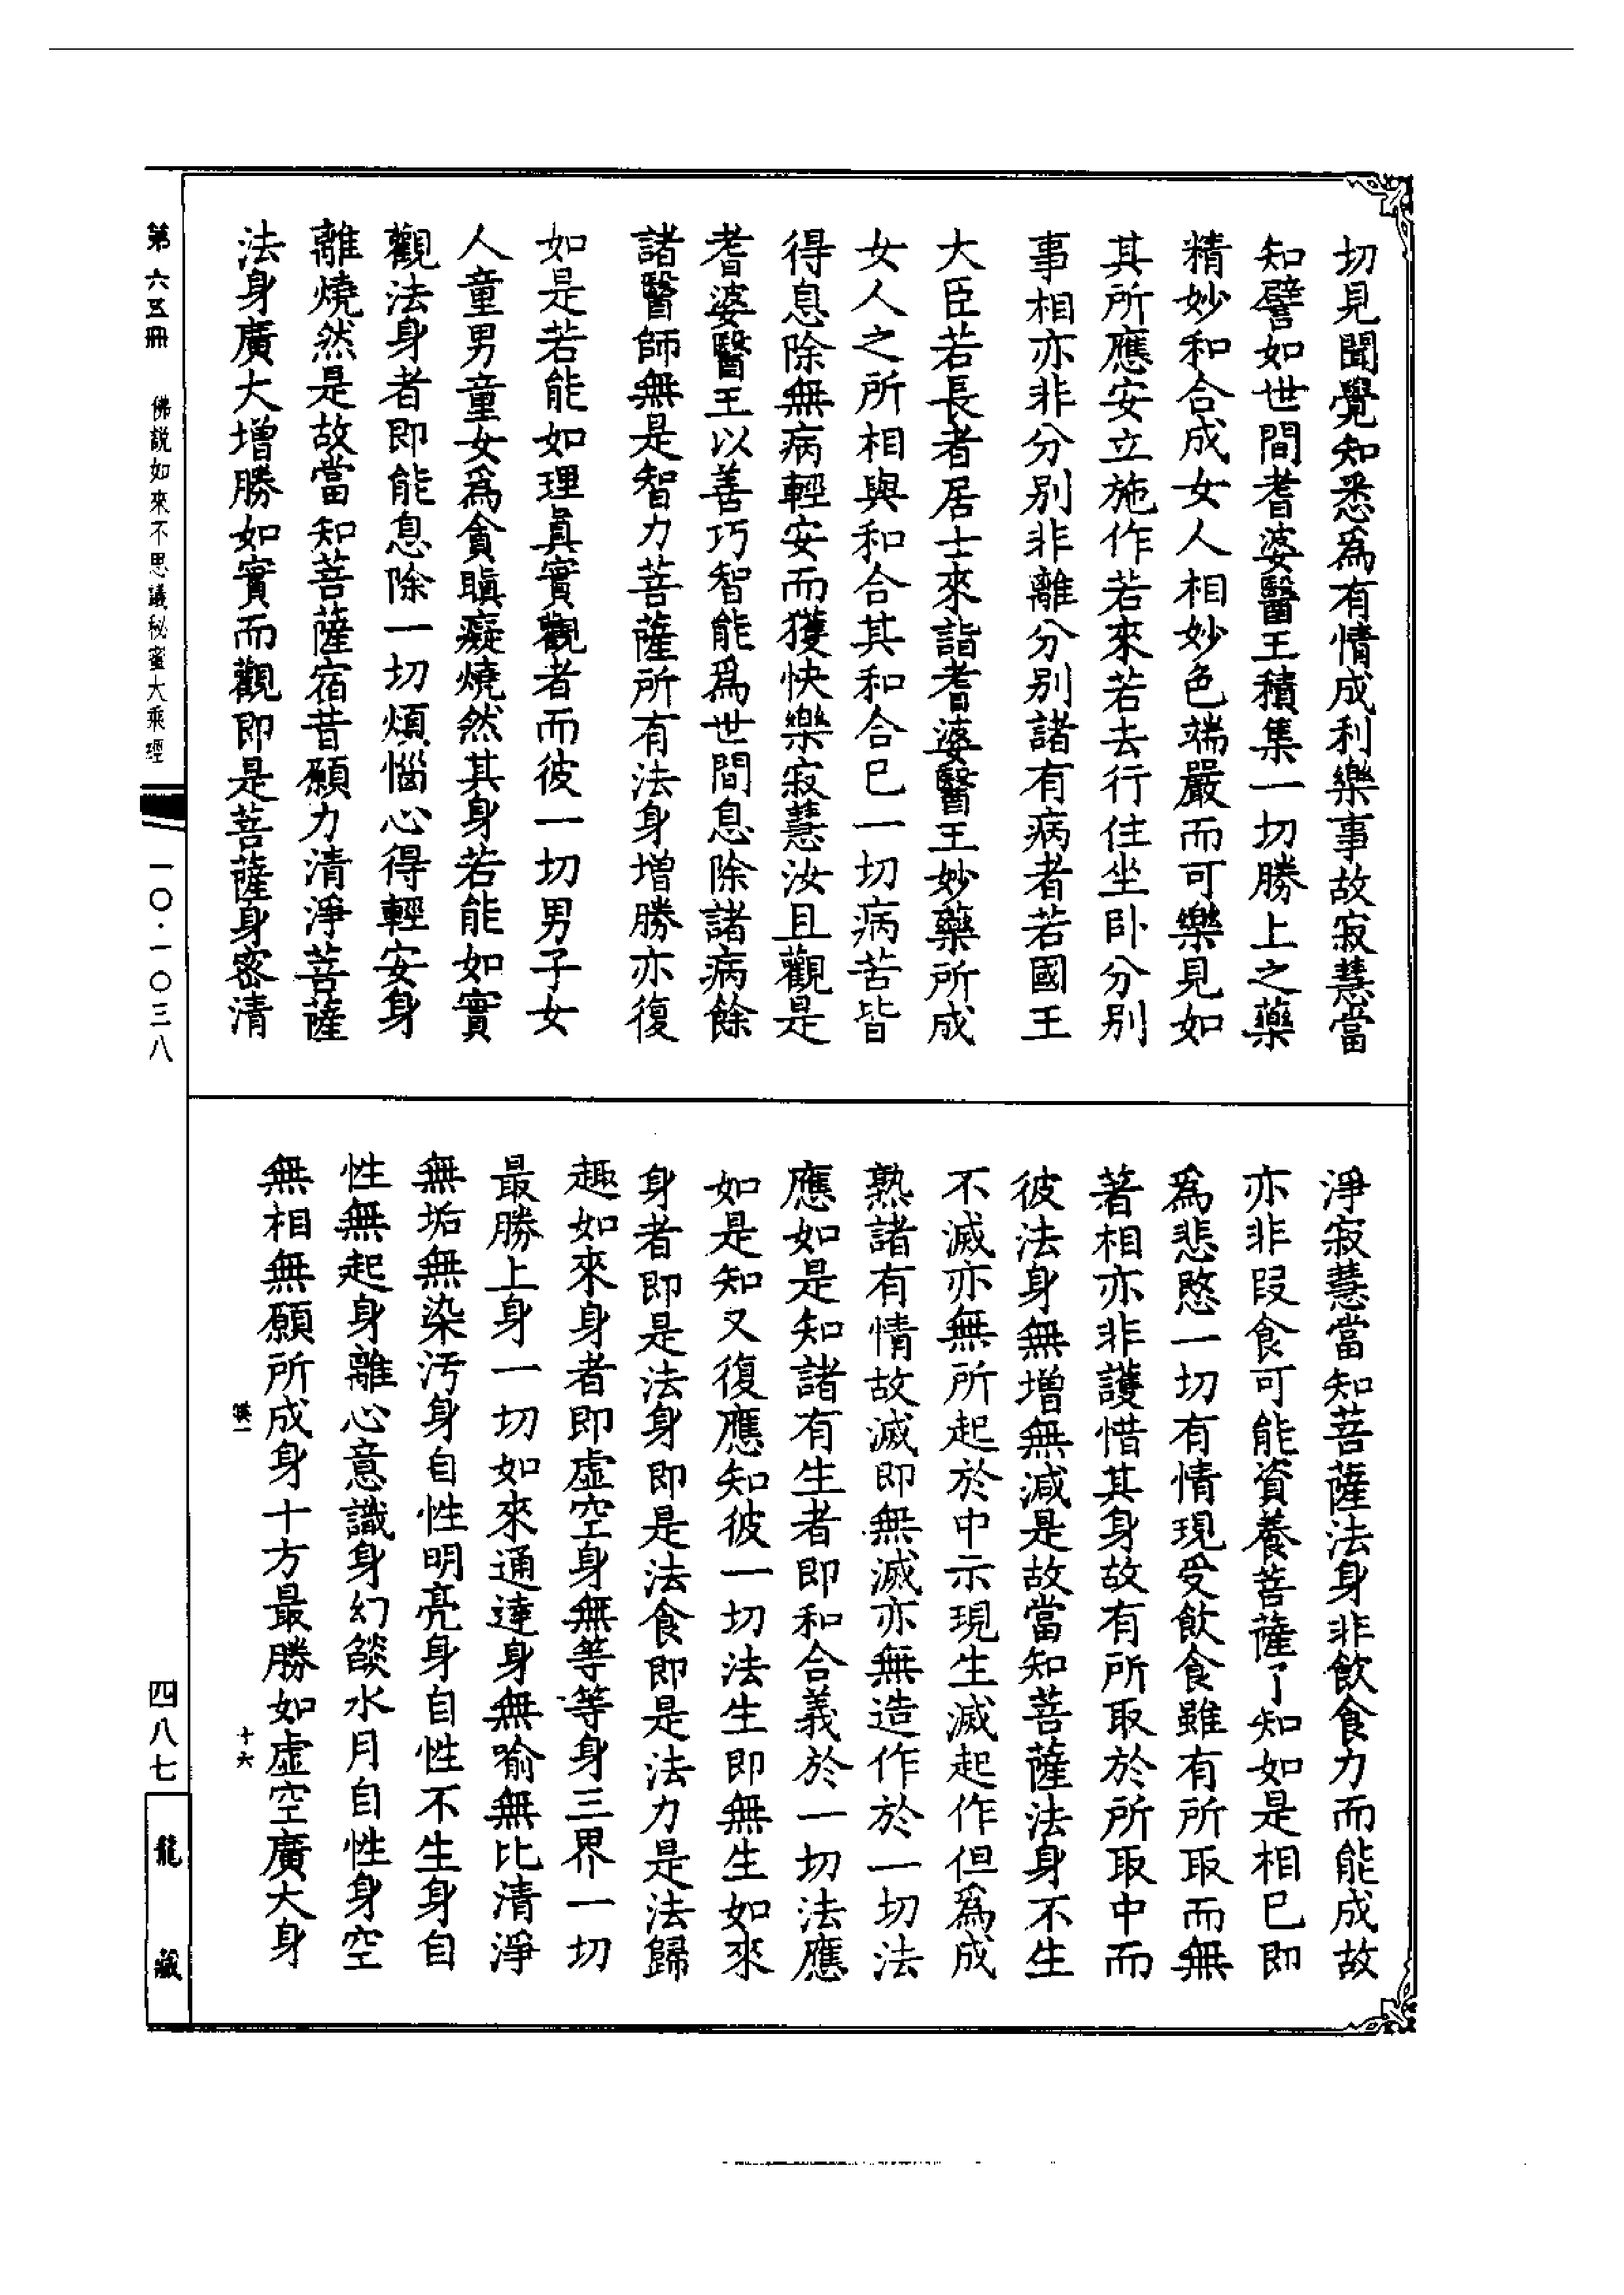 切見聞覺知悉爲有情成利樂事故寂慧當
知譬如世間耆婆醫王積集一切勝上之藥
精妙和合成女人相妙色端嚴而可樂見如
其所應安立施作若來若去行住坐卧分別
事相亦非分別非離分別諸有病者若國王
大臣若長者居士來詣耆婆醫王妙藥所成
女人之所相與和合其和合已一切病苦皆
得息除無病輕安而獲快樂寂慧汝且觀是
耆婆醫王以善巧智能爲世間息除諸病餘
諸醫師無是智力菩薩所有法身增勝亦復
如是若能如理眞實觀者而彼一切男子女
人童男童女爲貪瞋癡燒然其身若能如實
觀法身者即能息除一切煩惱心得輕安身
離燒然是故當知菩薩宿昔願力清淨菩薩
法身廣大增勝如實而觀即是菩薩身密清
淨寂慧當知菩薩法身非飲食力而能成故
亦非段食可能資養菩薩了知如是相已即
爲悲愍一切有情現受飲食雖有所取而無
著相亦非護惜其身故有所取於所取中而
彼法身無增無減是故當知菩薩法身不生
不滅亦無所起於中示現生滅起作但爲成
熟諸有情故滅即無滅亦無造作於一切法
應如是知諸有生者即和合義於一切法應
如是知又復應知彼一切法生即無生如來
身者即是法身即是法食即是法力是法歸
趣如來身者即虛空身無等等身三界一切
最勝上身一切如來通達身無喻無比清淨
無垢無染汚身自性明亮身自性不生身自
性無起身離心意識身幻燄水月自性身空
無相無願所成身十方最勝如虛空廣大身
十六
第六五冊
佛說如來不思議秘蜜大乘經
一〇·一〇三八
四八七
龍藏